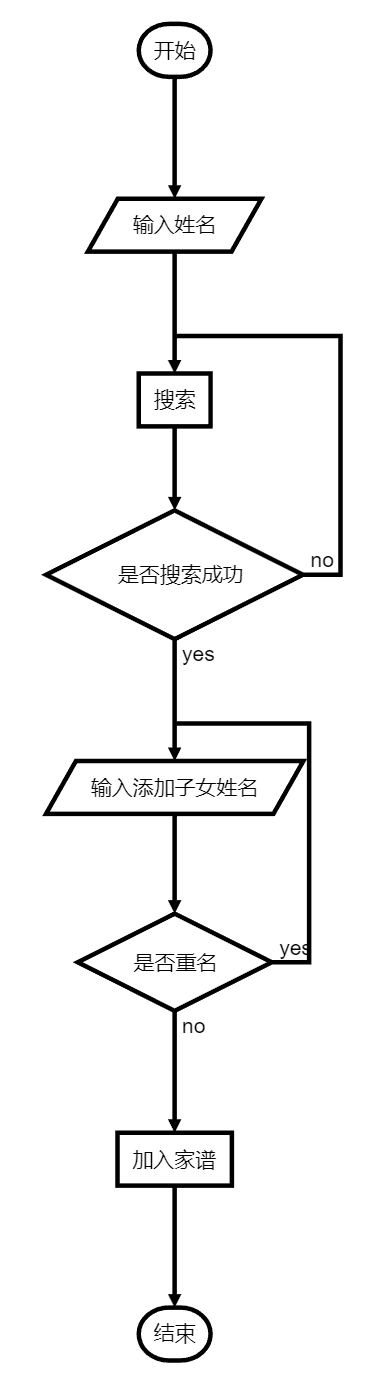 开始
输入姓名
搜索
是否搜索成功
no
yes
输入添加子女姓名
是否重名
yes
no
加入家谱
结束